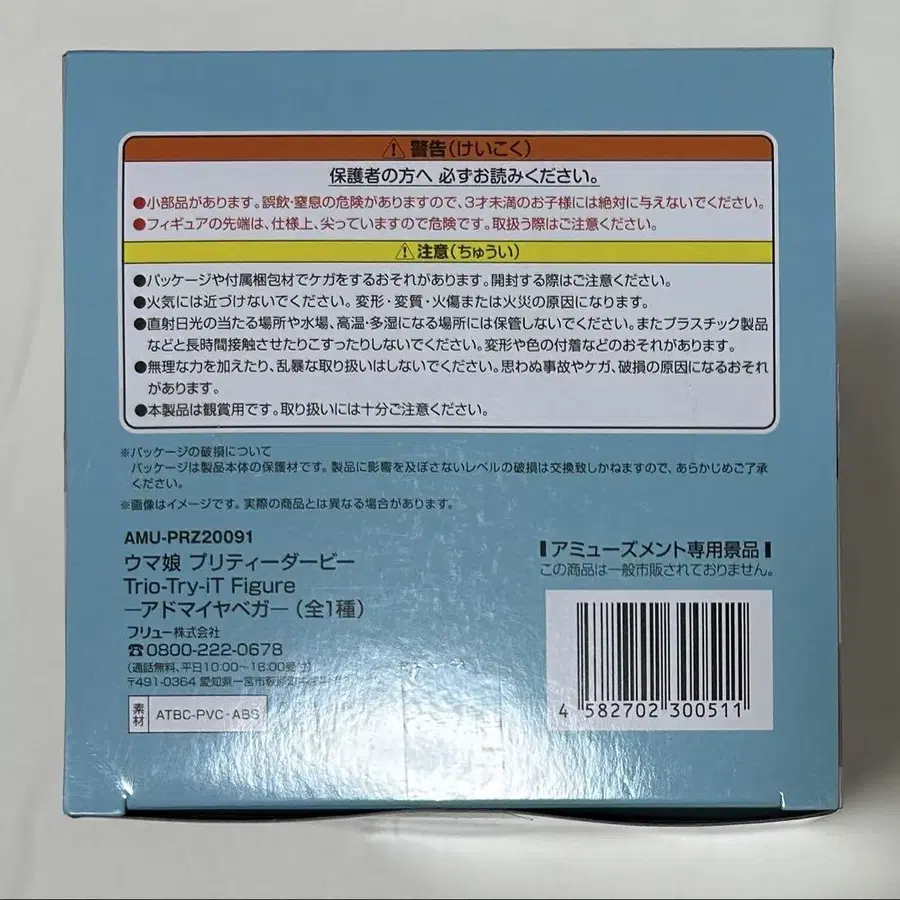 ⚠警告(けいこく)
保護者の方へ 必ずお読みください。
●小部品があります。誤飲・窒息の危険がありますので、3才未満のお子様には絶対に与えないでください。
●フィギュアの先端は、仕様上、尖っていますので危険です。取扱う際はご注意ください。
⚠注意(ちゅうい)
●パッケージや付属梱包材でケガをするおそれがあります。開封する際はご注意ください。
●火気には近づけないでください。変形・変質・火傷または火災の原因になります。
●直射日光の当たる場所や水場、高温・多湿になる場所には保管しないでください。またプラスチック製品
などと長時間接触させたりこすったりしないでください。変形や色の付着などのおそれがあります。
●無理な力を加えたり、乱暴な取り扱いはしないでください。思わぬ事故やケガ、破損の原因になるおそれ
があります。
●本製品は観賞用です。取り扱いには十分ご注意ください。
※パッケージの破損について
パッケージは製品本体の保護材です。製品に影響を及ぼさないレベルの破損は交換致しかねますので、あらかじめご了承
ください。
※画像はイメージです。実際の商品とは異なる場合があります。
AMU-PRZ20091
ウマ娘 プリティーダービー
Trio-Try-iT Figure
―アドマイヤベガ―(全1種)
フリュー株式会社
☎0800-222-0678
(通話無料、平日10:00〜18:00受付)
〒491-0364 愛知県一宮市萩原町
素材 ATBC-PVC・ABS
アミューズメント専用景品
この商品は一般市販されておりません。
4 582702 300511